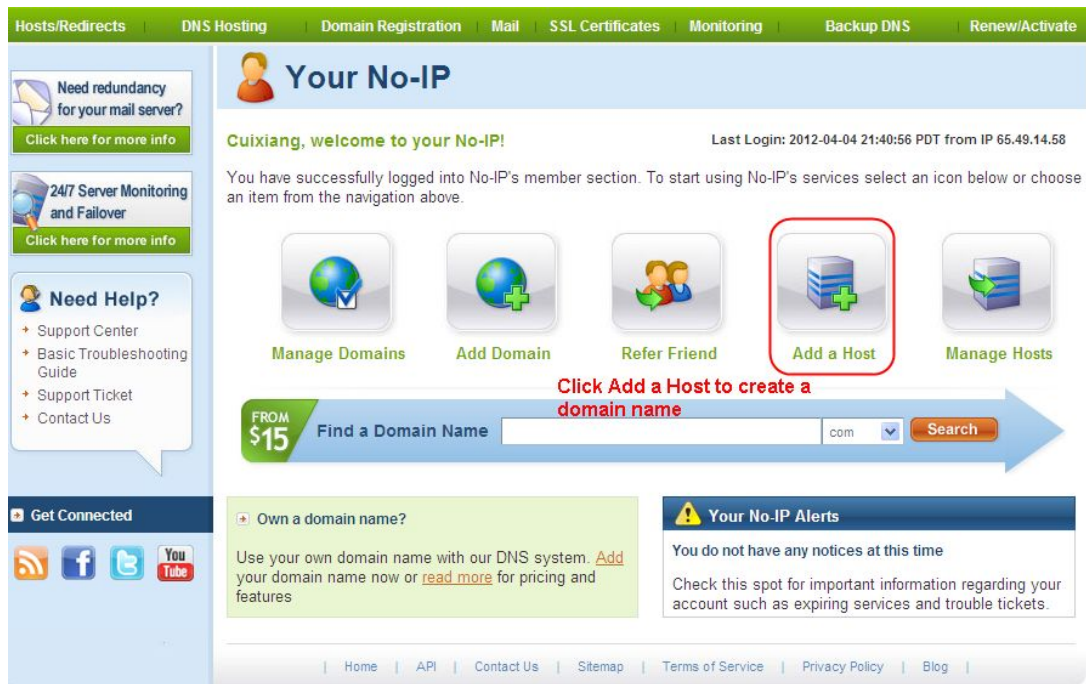 Hosts/Redirects | DNS Hosting | Domain Registration | Mail | SSL Certificates | Monitoring | Backup DNS | Renew/Activate
Need redundancy
for your mail server?
Click here for more info
24/7 Server Monitoring
and Failover
Click here for more info
Need Help?
Support Center
Basic Troubleshooting
Guide
Support Ticket
Contact Us
Get Connected
You
Tube
Your No-IP
Cuixiang, welcome to your No-IP!
Last Login: 2012-04-04 21:40:56 PDT from IP 65.49.14.58
You have successfully logged into No-IP's member section. To start using No-IP's services select an icon below or choose
an item from the navigation above.
Manage Domains
Add Domain
Refer Friend
Add a Host
Manage Hosts
Click Add a Host to create a
domain name
FROM
$15
Find a Domain Name
com
Search
Own a domain name?
Use your own domain name with our DNS system. Add
your domain name now or read more for pricing and
features
Your No-IP Alerts
You do not have any notices at this time
Check this spot for important information regarding your
account such as expiring services and trouble tickets.
| Home | API | Contact Us | Sitemap | Terms of Service | Privacy Policy | Blog |